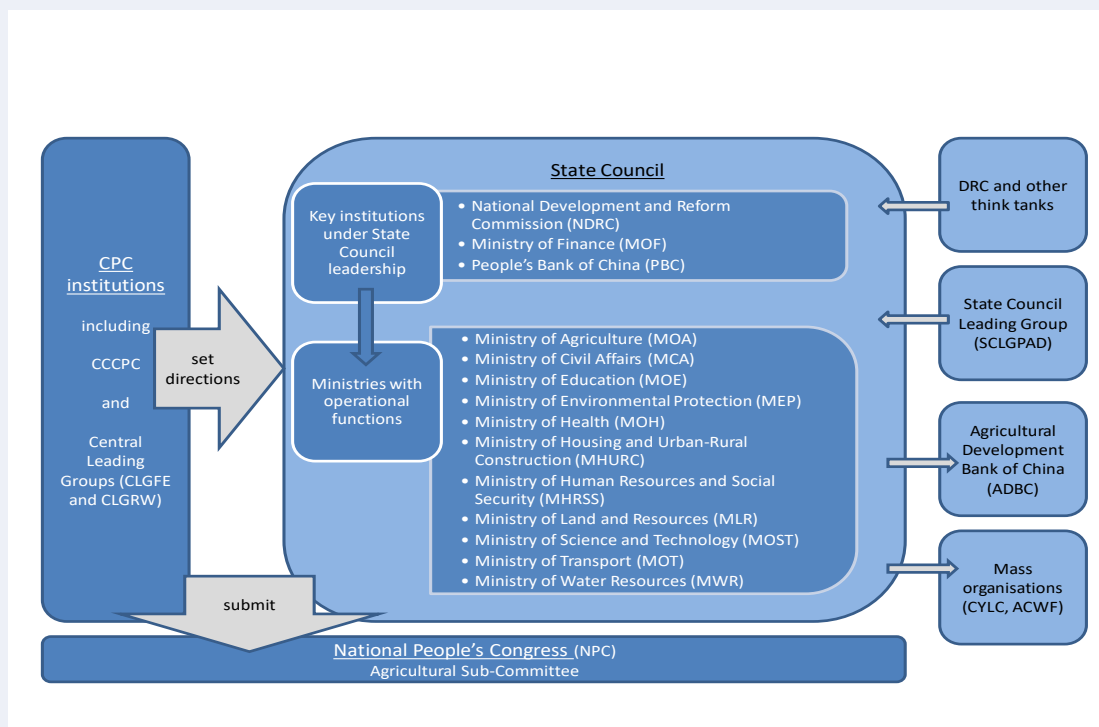 CPC
institutions
including
CCCPC
and
Central
Leading
Groups (CLGFE
and CLGRW)
set
directions
State Council
Key institutions
under State
Council
leadership
• National Development and Reform
Commission (NDRC)
• Ministry of Finance (MOF)
• People’s Bank of China (PBC)
Ministries with
operational
functions
• Ministry of Agriculture (MOA)
• Ministry of Civil Affairs (MCA)
• Ministry of Education (MOE)
• Ministry of Environmental Protection (MEP)
• Ministry of Health (MOH)
• Ministry of Housing and Urban-Rural
Construction (MHURC)
• Ministry of Human Resources and Social
Security (MHRSS)
• Ministry of Land and Resources (MLR)
• Ministry of Science and Technology (MOST)
• Ministry of Transport (MOT)
• Ministry of Water Resources (MWR)
DRC and other
think tanks
State Council
Leading Group
(SCLGPAD)
Agricultural
Development
Bank of China
(ADBC)
Mass
organisations
(CYLC, ACWF)
submit
National People’s Congress (NPC)
Agricultural Sub-Committee